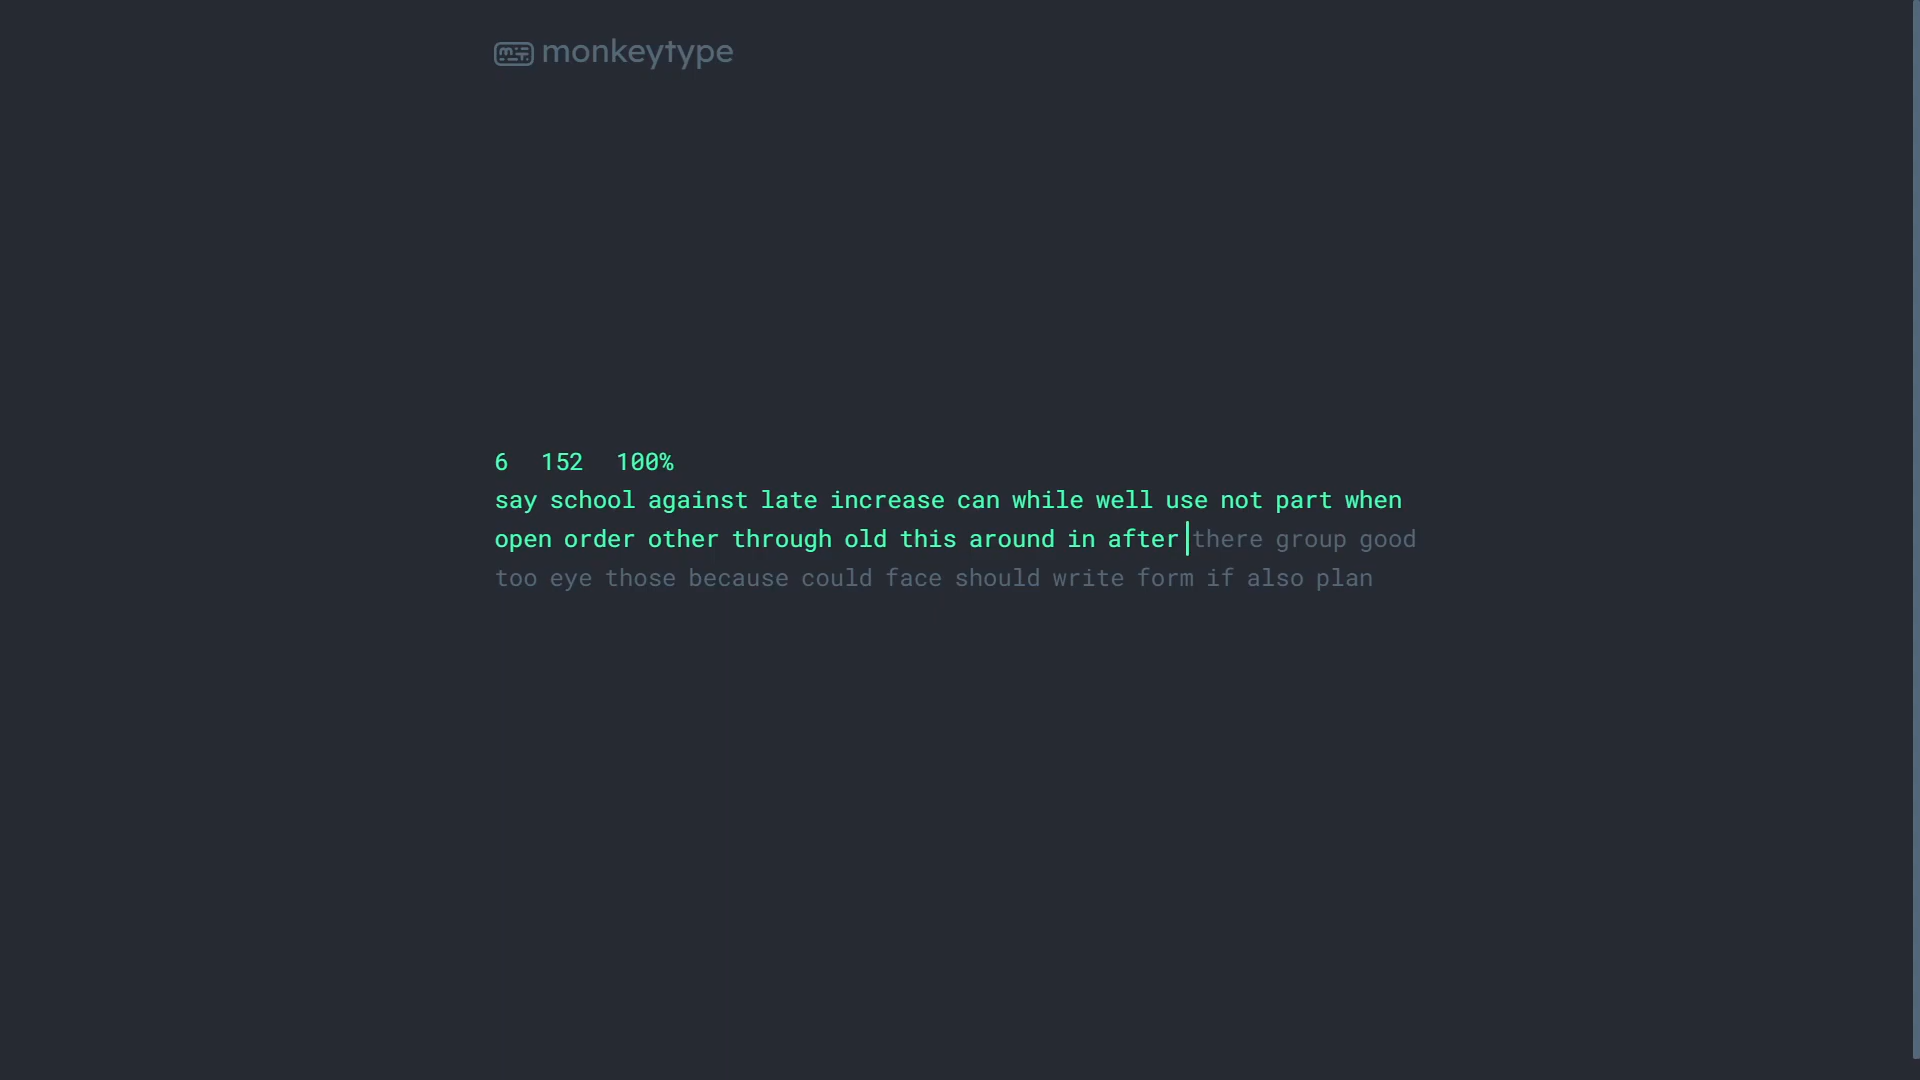 monkeytype
6 152 100%
say school against late increase can while well use not part when
open order other through old this around in after there group good
too eye those because could face should write form if also plan